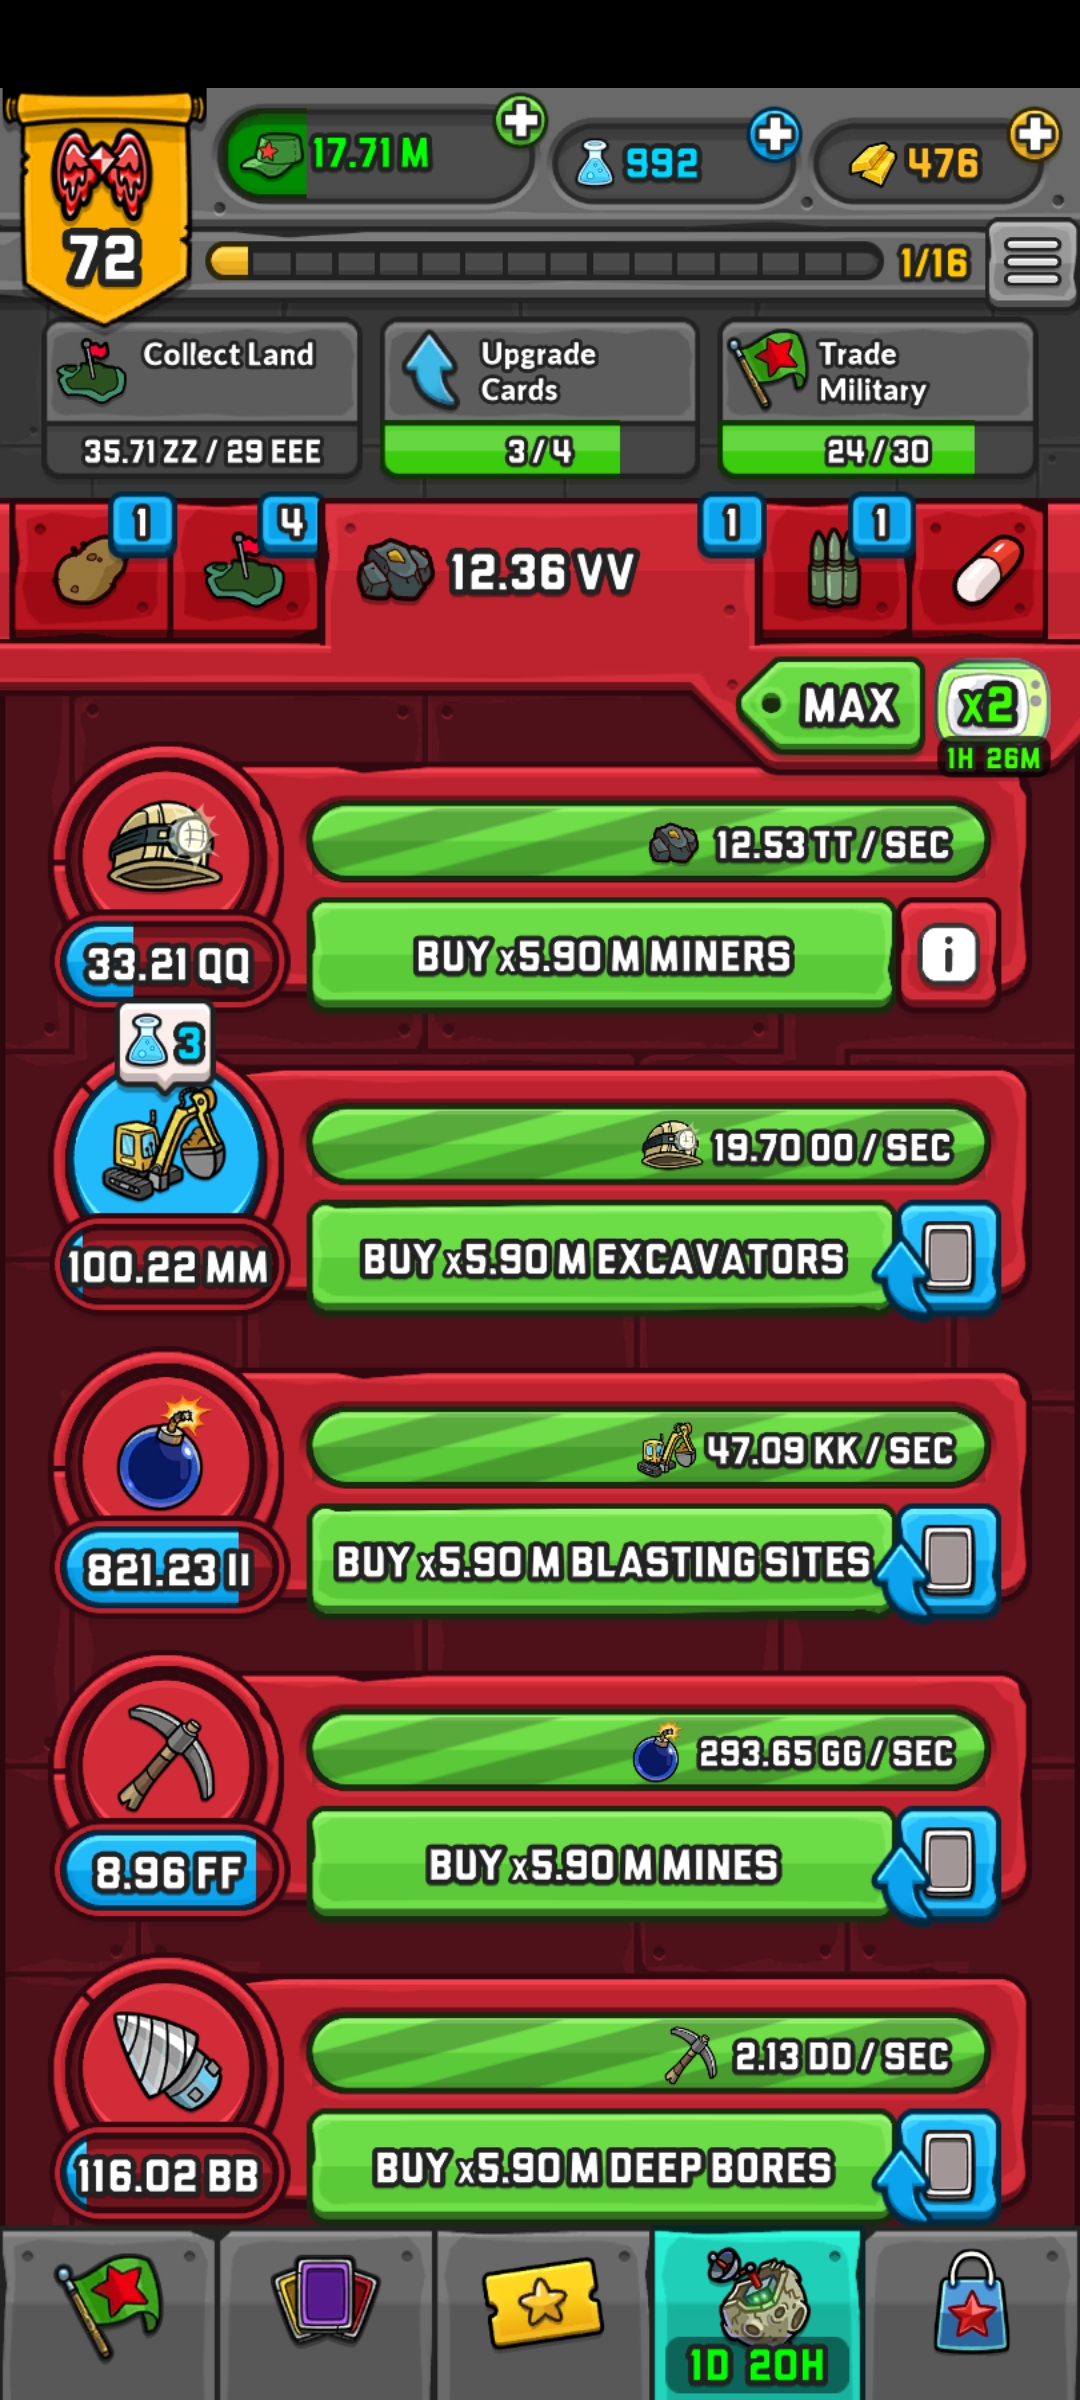 17.71 M
992
476
72
1/16
Collect Land
35.71 ZZ / 29 EEE
Upgrade
Cards
3/4
Trade
Military
24/30
1
4
12.36 VV
1
1
MAX
x2
1H 26M
12.53 TT / SEC
33.21 QQ
BUY x5.90 M MINERS
i
3
19.70 OO / SEC
100.22 MM
BUY x5.90 M EXCAVATORS
47.09 KK / SEC
821.23 II
BUY x5.90 M BLASTING SITES
293.65 GG / SEC
8.96 FF
BUY x5.90 M MINES
2.13 DD / SEC
116.02 BB
BUY x5.90 M DEEP BORES
1D 20H